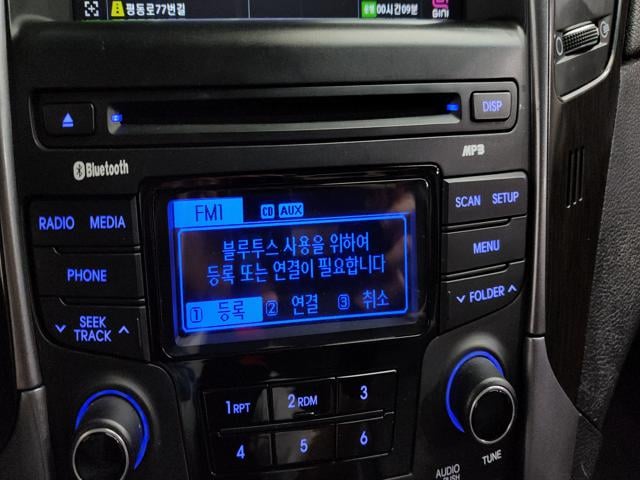 평동로77번길
운행 00시간09분
GINI
DISP
Bluetooth
MP3
RADIO MEDIA
SCAN SETUP
FM1 CD AUX
블루투스 사용을 위하여
등록 또는 연결이 필요합니다
1 등록 2 연결 3 취소
PHONE
MENU
SEEK
TRACK
FOLDER
1 RPT 2 RDM 3
4 5 6
AUDIO
TUNE